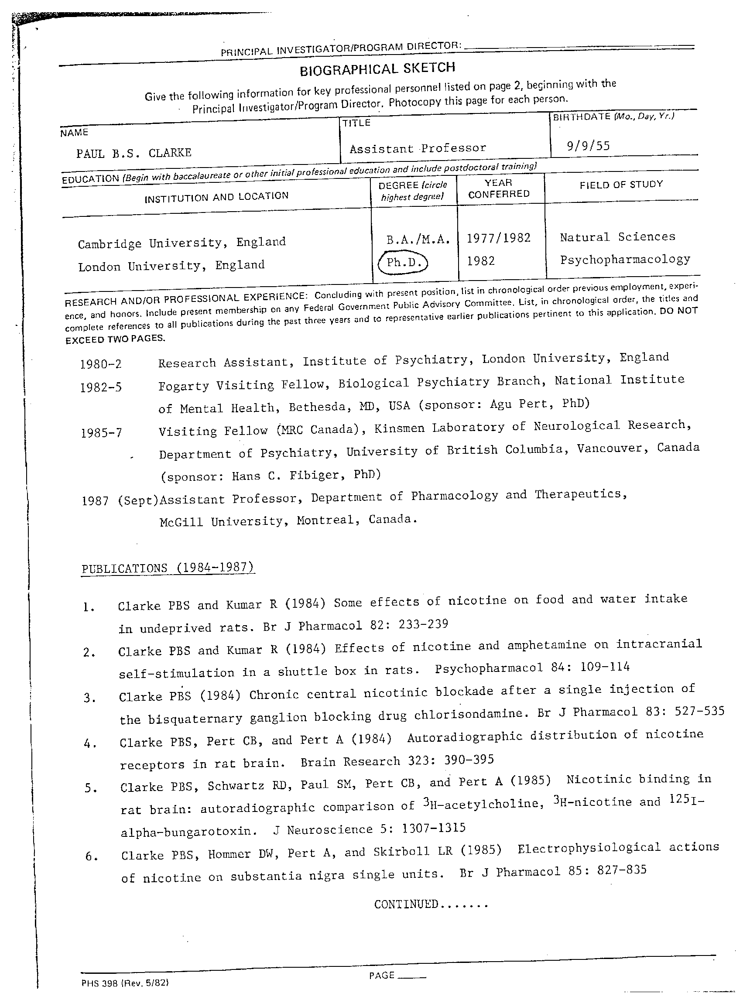 PRINCIPAL INVESTIGATOR/PROGRAM DIRECTOR:
BIOGRAPHICAL SKETCH
Give the following information for key professional personnel listed on page 2, beginning with the
Principal Investigator/Program Director. Photocopy this page for each person.
NAME
TITLE
BIRTHDATE (Mo., Day, Yr.)
PAUL B.S. CLARKE
Assistant Professor
9/9/55
EDUCATION (Begin with baccalaureate or other initial professional education and include postdoctoral training)
INSTITUTION AND LOCATION
DEGREE (circle
highest degree)
YEAR
CONFERRED
FIELD OF STUDY
Cambridge University, England B.A./M.A. 1977/1982 Natural Sciences
London University, England Ph.D. 1982 Psychopharmacology
RESEARCH AND/OR PROFESSIONAL EXPERIENCE: Concluding with present position, list in chronological order previous employment, experi-
ence, and honors. Include present membership on any Federal Government Public Advisory Committee. List, in chronological order, the titles and
complete references to all publications during the past three years and to representative earlier publications pertinent to this application. DO NOT
EXCEED TWO PAGES.
1980-2 Research Assistant, Institute of Psychiatry, London University, England
1982-5 Fogarty Visiting Fellow, Biological Psychiatry Branch, National Institute
of Mental Health, Bethesda, MD, USA (sponsor: Agu Pert, PhD)
1985-7 Visiting Fellow (MRC Canada), Kinsmen Laboratory of Neurological Research,
Department of Psychiatry, University of British Columbia, Vancouver, Canada
(sponsor: Hans C. Fibiger, PhD)
1987 (Sept)Assistant Professor, Department of Pharmacology and Therapeutics,
McGill University, Montreal, Canada.
PUBLICATIONS (1984-1987)
1. Clarke PBS and Kumar R (1984) Some effects of nicotine on food and water intake
in undeprived rats. Br J Pharmacol 82: 233-239
2. Clarke PBS and Kumar R (1984) Effects of nicotine and amphetamine on intracranial
self-stimulation in a shuttle box in rats. Psychopharmacol 84: 109-114
3. Clarke PBS (1984) Chronic central nicotinic blockade after a single injection of
the bisquaternary ganglion blocking drug chlorisondamine. Br J Pharmacol 83: 527-535
4. Clarke PBS, Pert CB, and Pert A (1984) Autoradiographic distribution of nicotine
receptors in rat brain. Brain Research 323: 390-395
5. Clarke PBS, Schwartz RD, Paul SM, Pert CB, and Pert A (1985) Nicotinic binding in
rat brain: autoradiographic comparison of ³H-acetylcholine, ³H-nicotine and ¹²⁵I-
alpha-bungarotoxin. J Neuroscience 5: 1307-1315
6. Clarke PBS, Hommer DW, Pert A, and Skirboll LR (1985) Electrophysiological actions
of nicotine on substantia nigra single units. Br J Pharmacol 85: 827-835
CONTINUED.......
PHS 398 (Rev. 5/82)
PAGE